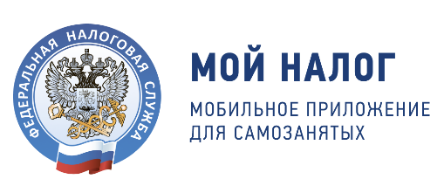 ФЕДЕРАЛЬНАЯ НАЛОГОВАЯ СЛУЖБА
МОЙ НАЛОГ
МОБИЛЬНОЕ ПРИЛОЖЕНИЕ
ДЛЯ САМОЗАНЯТЫХ